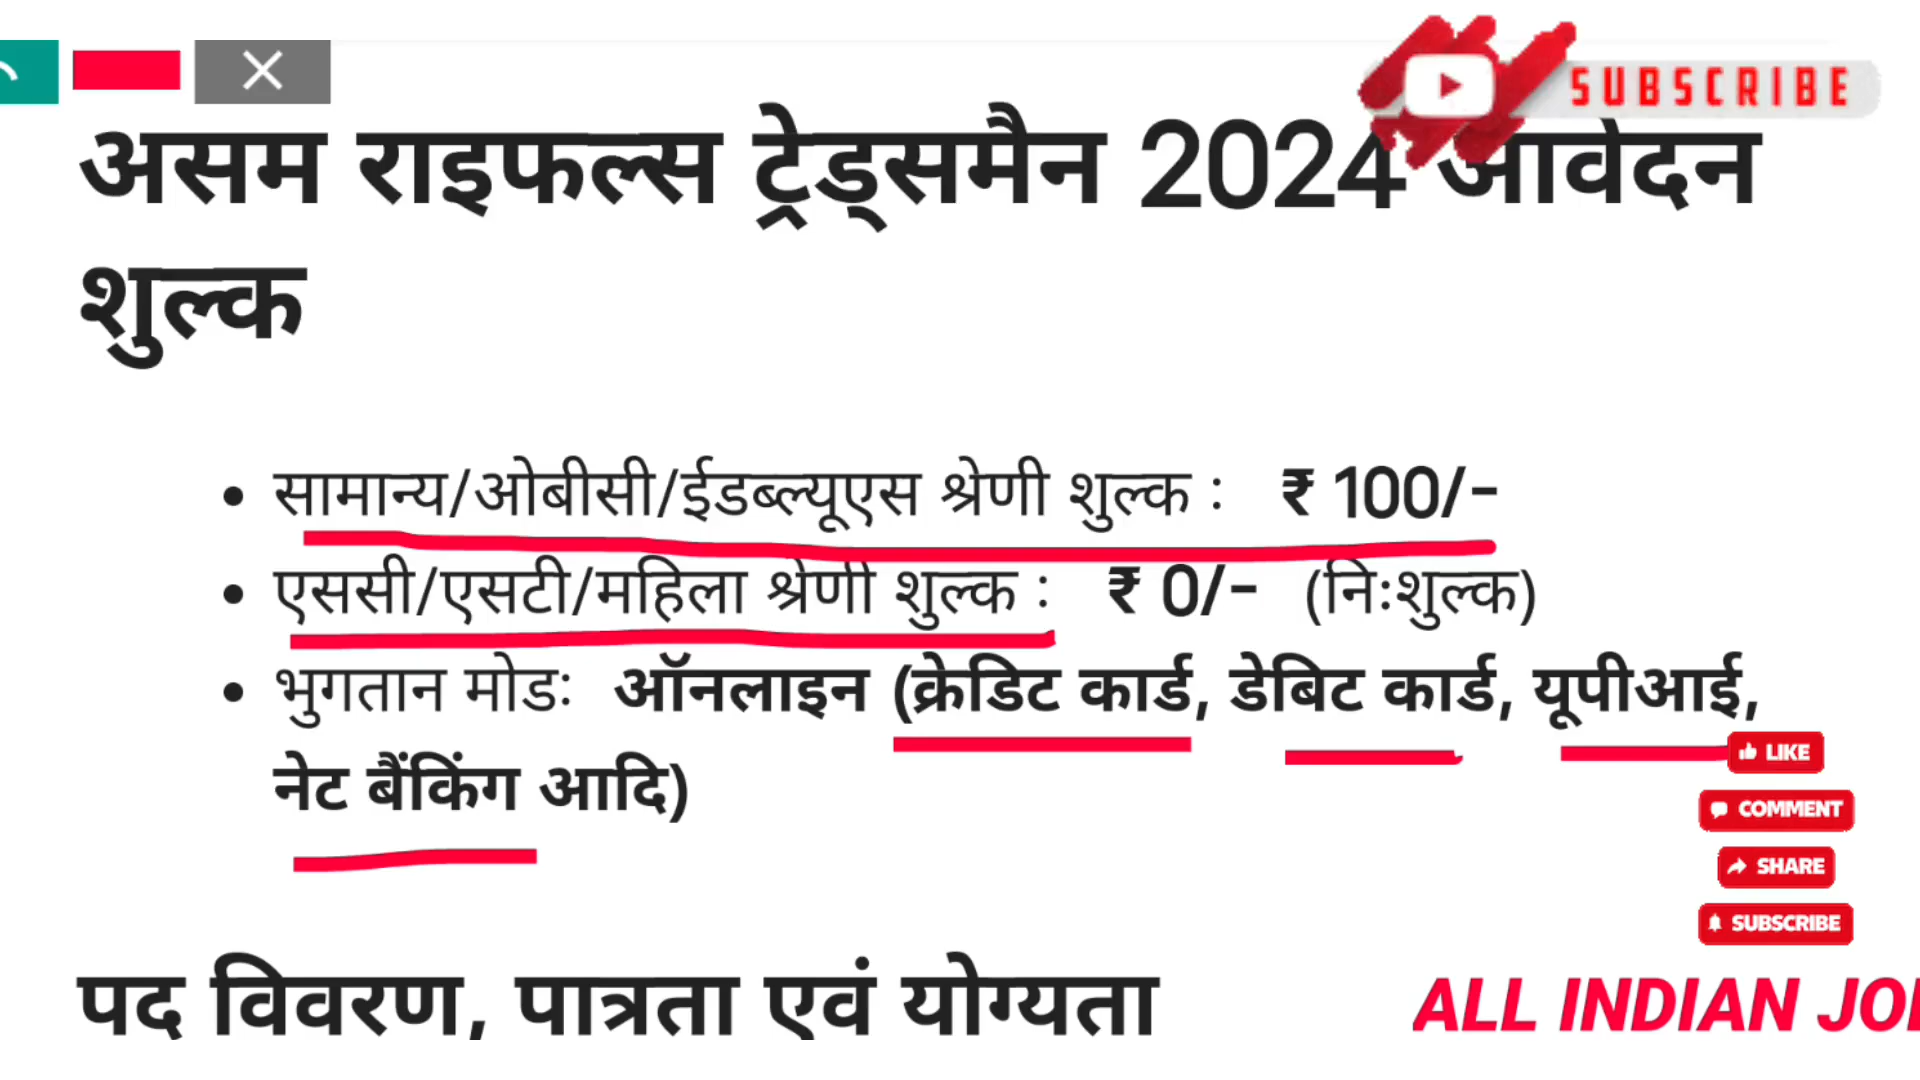 SUBSCRIBE
असम राइफल्स ट्रेड्समैन 2024 आवेदन
शुल्क
सामान्य/ओबीसी/ईडब्ल्यूएस श्रेणी शुल्क : ₹ 100/-
एससी/एसटी/महिला श्रेणी शुल्क : ₹ 0/- (निःशुल्क)
भुगतान मोडः ऑनलाइन (क्रेडिट कार्ड, डेबिट कार्ड, यूपीआई,
नेट बैंकिंग आदि)
LIKE
COMMENT
SHARE
SUBSCRIBE
पद विवरण, पात्रता एवं योग्यता
ALL INDIAN